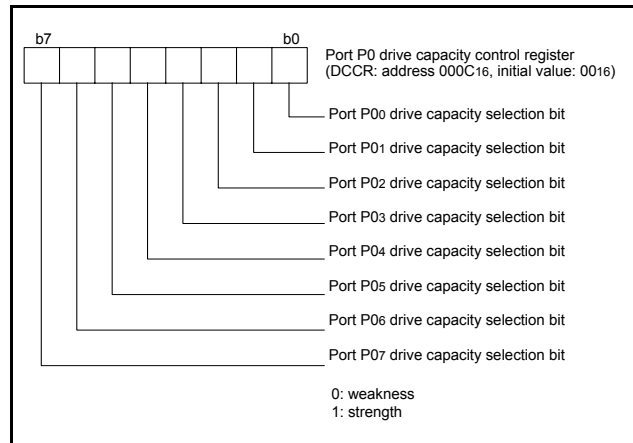 b7 b0
Port P0 drive capacity control register
(DCCR: address 000C16, initial value: 0016)
Port P00 drive capacity selection bit
Port P01 drive capacity selection bit
Port P02 drive capacity selection bit
Port P03 drive capacity selection bit
Port P04 drive capacity selection bit
Port P05 drive capacity selection bit
Port P06 drive capacity selection bit
Port P07 drive capacity selection bit
0: weakness
1: strength